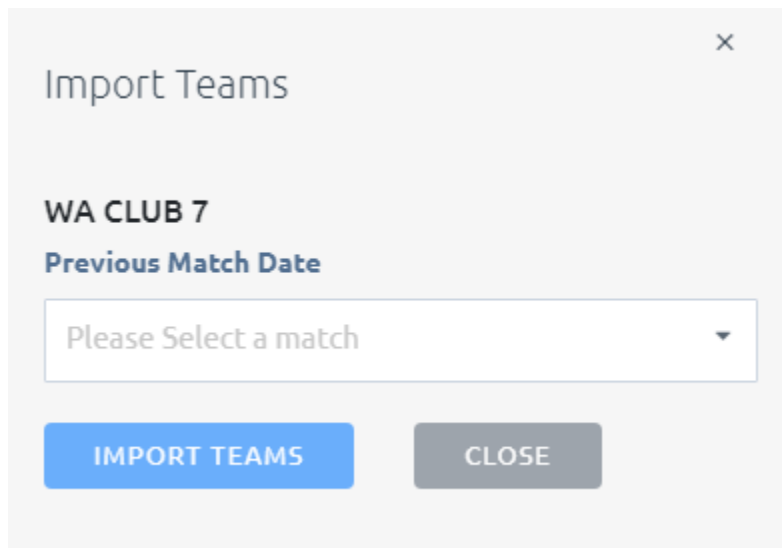 ×
Import Teams
WA CLUB 7
Previous Match Date
Please Select a match
IMPORT TEAMS
CLOSE